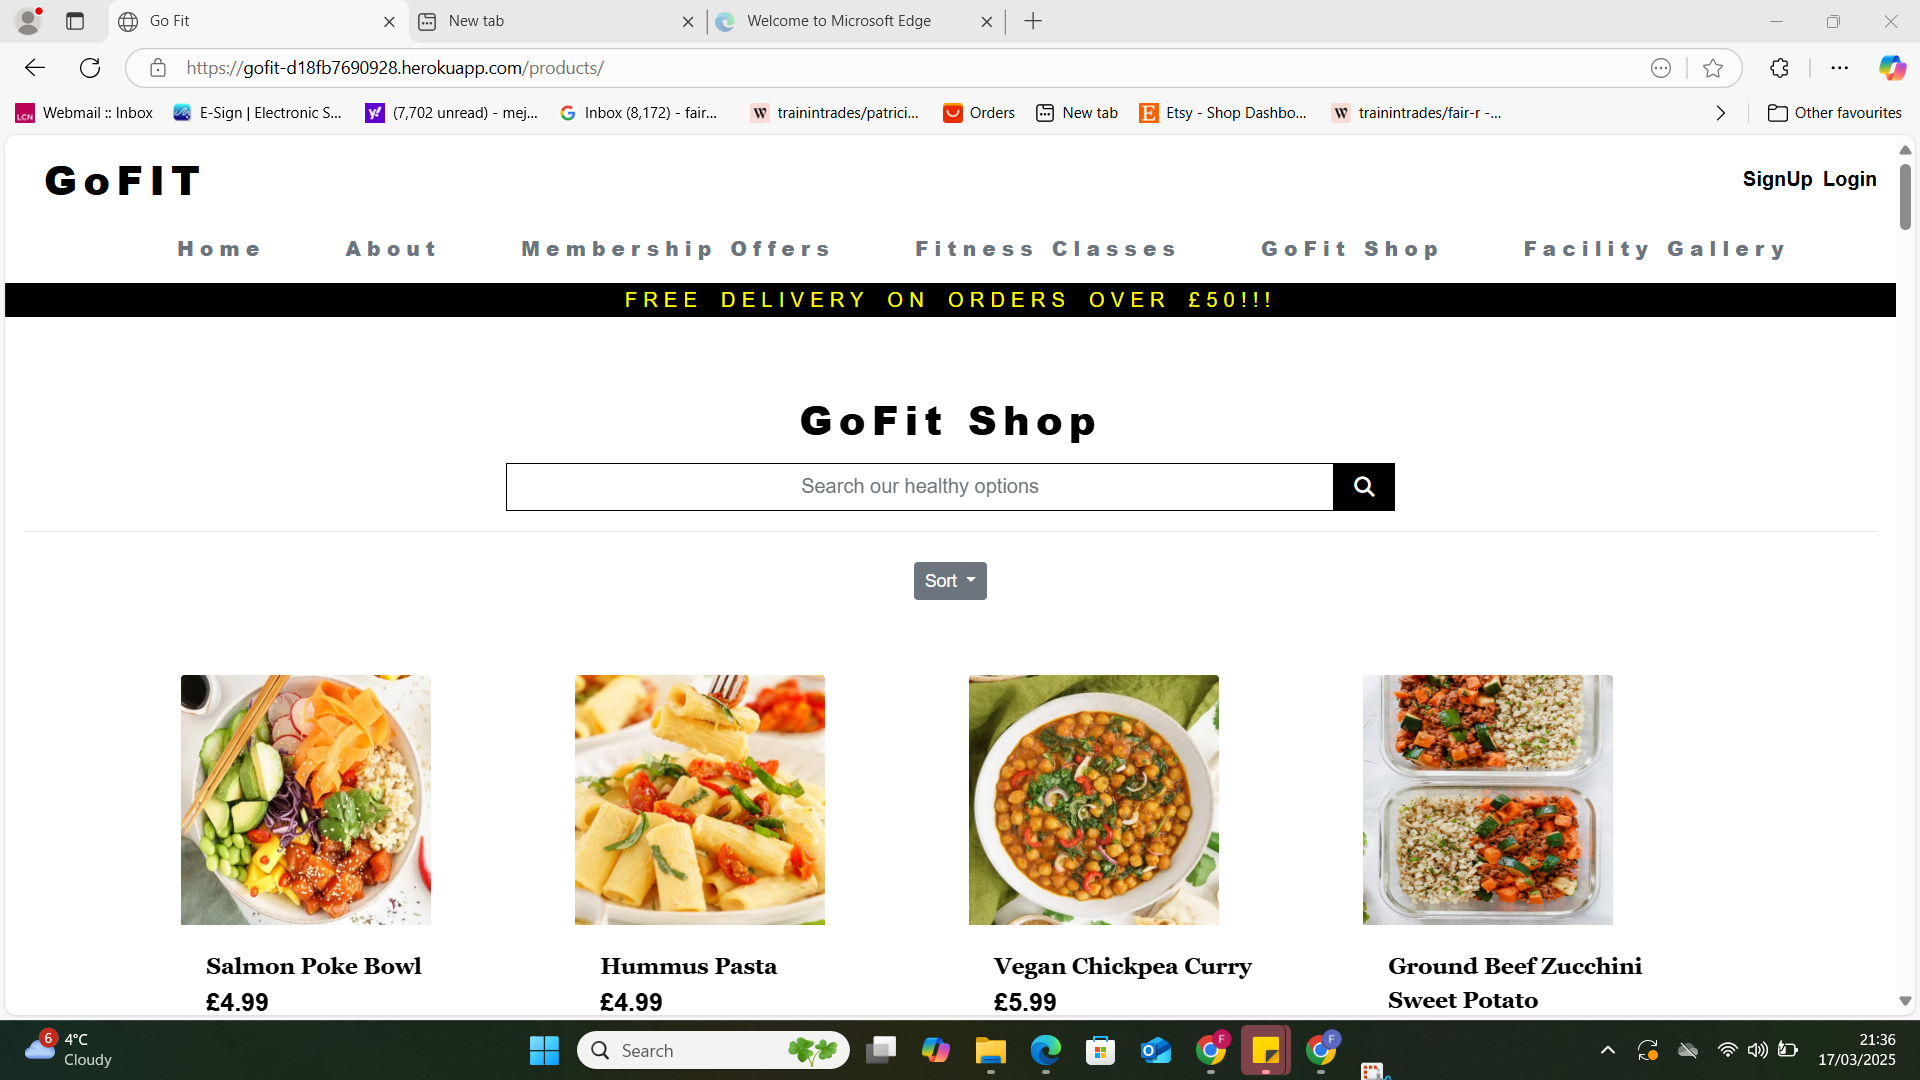 Go Fit
New tab
Welcome to Microsoft Edge
https://gofit-d18fb7690928.herokuapp.com/products/
LCN Webmail :: Inbox
E-Sign | Electronic S...
(7,702 unread) - mej...
Inbox (8,172) - fair...
trainintrades/patrici...
Orders
New tab
Etsy - Shop Dashbo...
trainintrades/fair-r -...
Other favourites
GoFIT
SignUp Login
Home About Membership Offers Fitness Classes GoFit Shop Facility Gallery
FREE DELIVERY ON ORDERS OVER £50!!!
GoFit Shop
Search our healthy options
Sort
Salmon Poke Bowl
£4.99
Hummus Pasta
£4.99
Vegan Chickpea Curry
£5.99
Ground Beef Zucchini
Sweet Potato
6
4°C
Cloudy
Search
F
F
21:36
17/03/2025